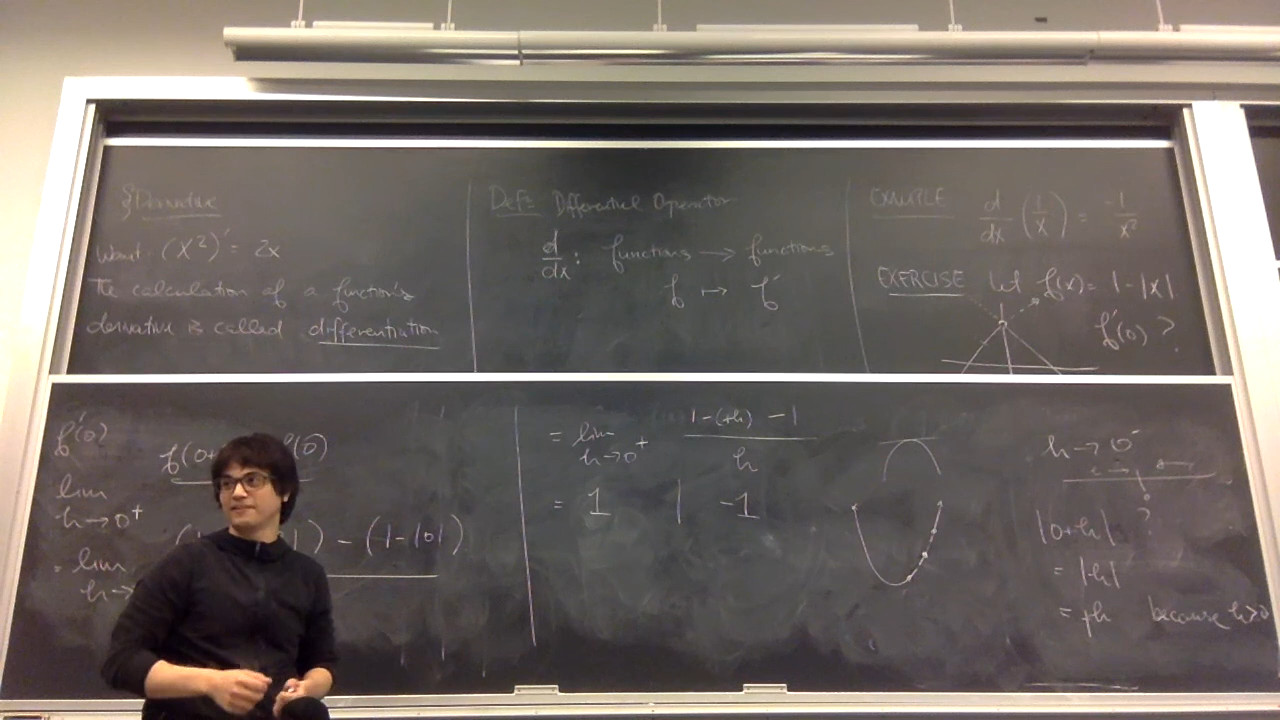 § Derivative
Want: (x²)' = 2x
The calculation of a function's
derivative is called differentiation
Def= Differential Operator
d/dx : functions → functions
f ↦ f'
EXAMPLE d/dx (1/x) = -1/x²
EXERCISE Let f(x) = 1-|x|
f'(0) ?
f'(0)
f(0+ f(0)
lim
h→0⁺
(1- |) - (1-|0|)
= lim
h→
= lim h→0⁺ 1-(+h) - 1 / h
= 1 | -1
h→0⁻
0
|0+h| ?
= |h|
= +h because h>0